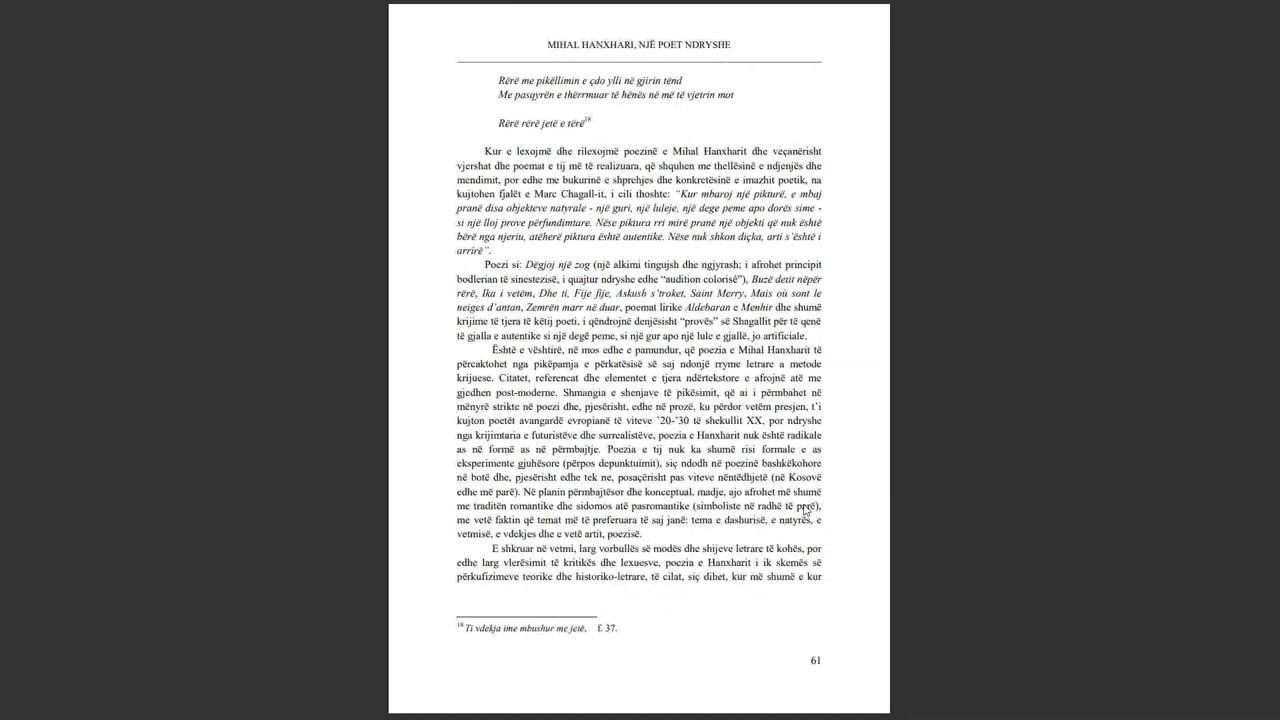 MIHAL HANXHARI, NJË POET NDRYSHE
Rërë me pikëllimin e çdo ylli në gjirin tënd
Me pasqyrën e thërrmuar të hënës në më të vjetrin mot
Rërë rërë jetë e tërë18
Kur e lexojmë dhe rilexojmë poezinë e Mihal Hanxharit dhe veçanërisht
vjershat dhe poemat e tij më të realizuara, që shquhen me thellësinë e ndjenjës dhe
mendimit, por edhe me bukurinë e shprehjes dhe konkretësinë e imazhit poetik, na
kujtohen fjalët e Marc Chagall-it, i cili thoshte: “Kur mbaroj një pikturë, e mbaj
pranë disa objekteve natyrale - një guri, një luleje, një dege peme apo dorës sime -
si një lloj prove përfundimtare. Nëse piktura rri mirë pranë një objekti që nuk është
bërë nga njeriu, atëherë piktura është autentike. Nëse nuk shkon diçka, arti s’është i
arrirë”.
Poezi si: Dëgjoj një zog (një alkimi tingujsh dhe ngjyrash; i afrohet principit
bodlerian të sinestezisë, i quajtur ndryshe edhe “audition colorisé”), Buzë detit nëpër
rërë, Ika i vetëm, Dhe ti, Fije fije, Askush s’troket, Saint Merry, Mais où sont le
neiges d’antan, Zemrën marr në duar, poemat lirike Aldebaran e Menhir dhe shumë
krijime të tjera të këtij poeti, i qëndrojnë denjësisht “provës” së Shagallit për të qenë
të gjalla e autentike si një degë peme, si një gur apo një lule e gjallë, jo artificiale.
Është e vështirë, në mos edhe e pamundur, që poezia e Mihal Hanxharit të
përcaktohet nga pikëpamja e përkatësisë së saj ndonjë rryme letrare a metode
krijuese. Citatet, referencat dhe elementet e tjera ndërtekstore e afrojnë atë me
gjedhen post-moderne. Shmangia e shenjave të pikësimit, që ai i përmbahet në
mënyrë strikte në poezi dhe, pjesërisht, edhe në prozë, ku përdor vetëm presjen, t’i
kujton poetët avangardë evropianë të viteve ’20-’30 të shekullit XX, por ndryshe
nga krijimtaria e futuristëve dhe surrealistëve, poezia e Hanxharit nuk është radikale
as në formë as në përmbajtje. Poezia e tij nuk ka shumë risi formale e as
eksperimente gjuhësore (përpos depunktuimit), siç ndodh në poezinë bashkëkohore
në botë dhe, pjesërisht edhe tek ne, posaçërisht pas viteve nëntëdhjetë (në Kosovë
edhe më parë). Në planin përmbajtësor dhe konceptual, madje, ajo afrohet më shumë
me traditën romantike dhe sidomos atë pasromantike (simboliste në radhë të parë),
me vetë faktin që temat më të preferuara të saj janë: tema e dashurisë, e natyrës, e
vetmisë, e vdekjes dhe e vetë artit, poezisë.
E shkruar në vetmi, larg vorbullës së modës dhe shijeve letrare të kohës, por
edhe larg vlerësimit të kritikës dhe lexuesve, poezia e Hanxharit i ik skemës së
përkufizimeve teorike dhe historiko-letrare, të cilat, siç dihet, kur më shumë e kur
18 Ti vdekja ime mbushur me jetë, f. 37.
61